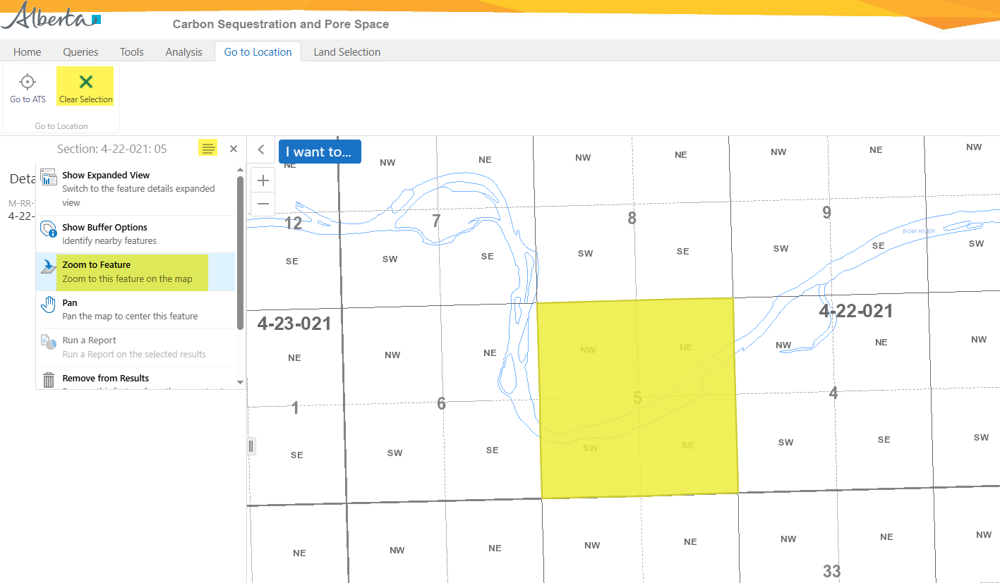 Alberta
Carbon Sequestration and Pore Space
Home Queries Tools Analysis Go to Location Land Selection
Go to ATS Clear Selection
Go to Location
Section: 4-22-021: 05
I want to...
Deta
M-RR-
4-22-
Show Expanded View
Switch to the feature details expanded
view
Show Buffer Options
Identify nearby features
Zoom to Feature
Zoom to this feature on the map
Pan
Pan the map to center this feature
Run a Report
Run a Report on the selected results
Remove from Results
NE NW NE NW NE NW NE NW
12 7 8 9
BOW RIVER
SE SW SE SW SE SW SE SW
4-23-021 4-22-021
NE NW NE NW NE NW NE NW
1 6 5 4
SE SW SE SW SE SW SE SW
NE NW NE NW NE NW NE NW
33